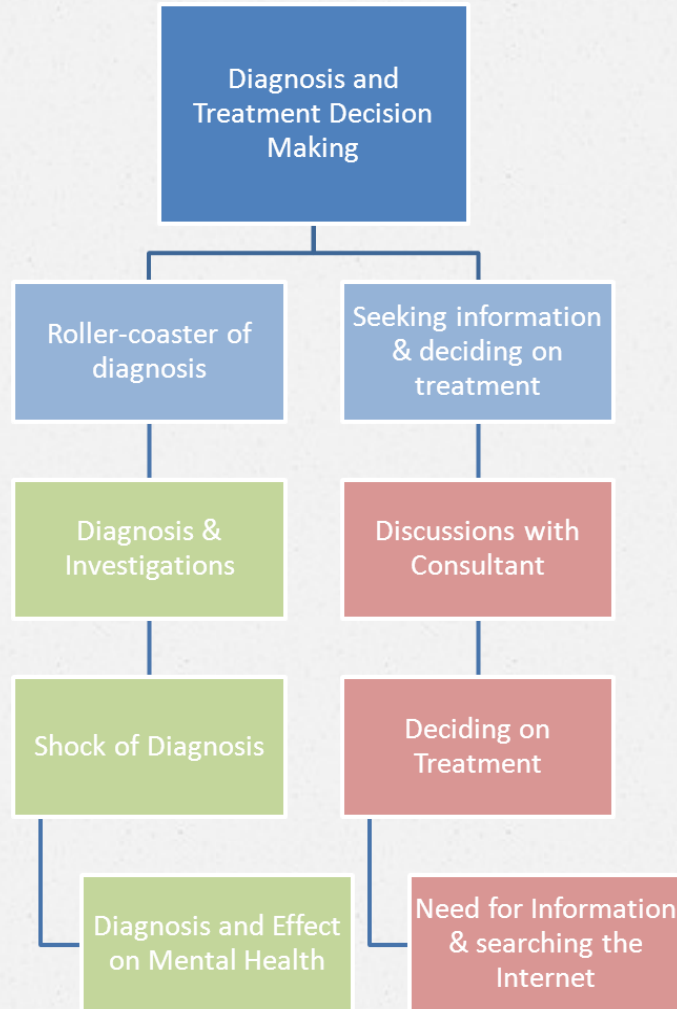 Diagnosis and
Treatment Decision
Making
Roller-coaster of
diagnosis
Seeking information
& deciding on
treatment
Diagnosis &
Investigations
Discussions with
Consultant
Shock of Diagnosis
Deciding on
Treatment
Diagnosis and Effect
on Mental Health
Need for Information
& searching the
Internet